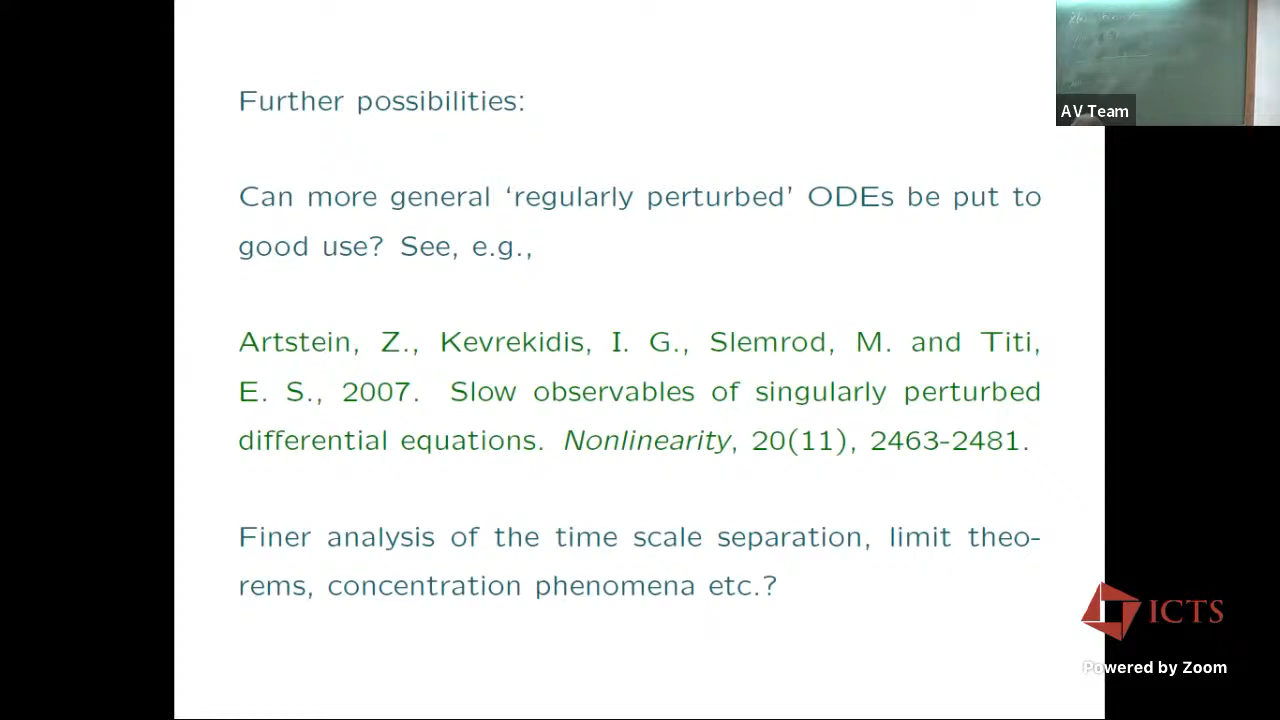 Further possibilities:
Can more general ‘regularly perturbed’ ODEs be put to
good use? See, e.g.,
Artstein, Z., Kevrekidis, I. G., Slemrod, M. and Titi,
E. S., 2007. Slow observables of singularly perturbed
differential equations. Nonlinearity, 20(11), 2463-2481.
Finer analysis of the time scale separation, limit theo-
rems, concentration phenomena etc.?
AV Team
ICTS
Powered by Zoom